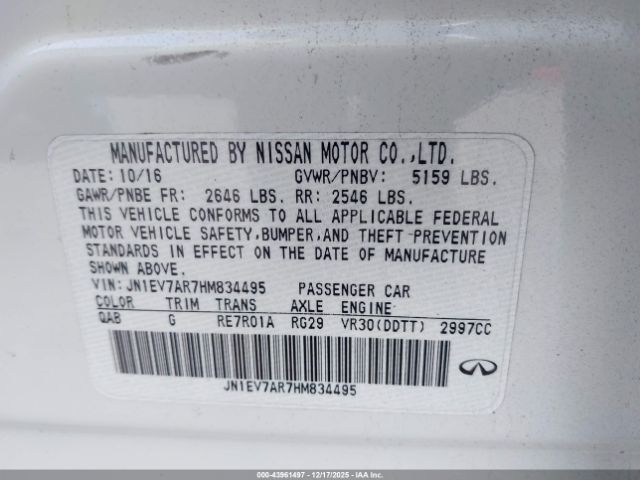 MANUFACTURED BY NISSAN MOTOR CO.,LTD.
DATE: 10/16 GVWR/PNBV: 5159 LBS.
GAWR/PNBE FR: 2646 LBS. RR: 2546 LBS.
THIS VEHICLE CONFORMS TO ALL APPLICABLE FEDERAL
MOTOR VEHICLE SAFETY,BUMPER,AND THEFT PREVENTION
STANDARDS IN EFFECT ON THE DATE OF MANUFACTURE
SHOWN ABOVE.
VIN: JN1EV7AR7HM834495 PASSENGER CAR
COLOR TRIM TRANS AXLE ENGINE
QAB G RE7R01A RG29 VR30(DDTT) 2997CC
JN1EV7AR7HM834495
000-43961497 - 12/17/2025 - COPYRIGHT IAA, LLC.